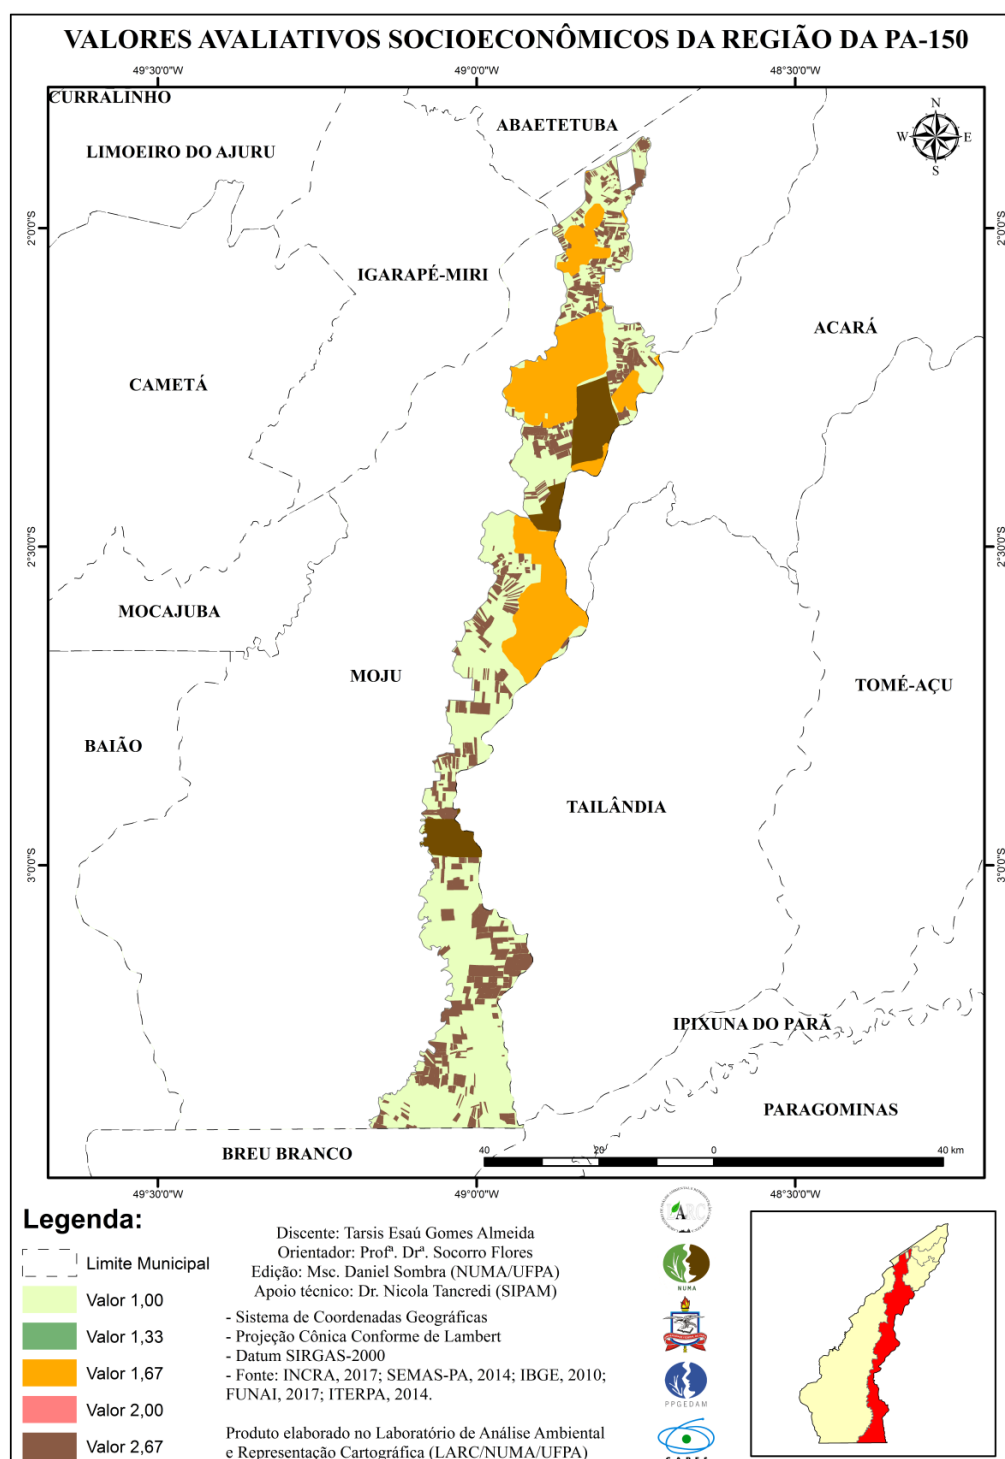 VALORES AVALIATIVOS SOCIOECONÔMICOS DA REGIÃO DA PA-150
49°30'0"W
49°0'0"W
48°30'0"W
CURRALINHO
ABAETETUBA
LIMOEIRO DO AJURU
N
W
E
S
2°0'0"S
2°0'0"S
IGARAPÉ-MIRI
ACARÁ
CAMETÁ
2°30'0"S
2°30'0"S
MOCAJUBA
MOJU
TOMÉ-AÇU
BAIÃO
TAILÂNDIA
3°0'0"S
3°0'0"S
IPIXUNA DO PARÁ
PARAGOMINAS
BREU BRANCO
40
20
0
40 km
49°30'0"W
49°0'0"W
48°30'0"W
Legenda:
Limite Municipal
Valor 1,00
Valor 1,33
Valor 1,67
Valor 2,00
Valor 2,67
Discente: Tarsis Esaú Gomes Almeida
Orientador: Profª. Drª. Socorro Flores
Edição: Msc. Daniel Sombra (NUMA/UFPA)
Apoio técnico: Dr. Nicola Tancredi (SIPAM)
- Sistema de Coordenadas Geográficas
- Projeção Cônica Conforme de Lambert
- Datum SIRGAS-2000
- Fonte: INCRA, 2017; SEMAS-PA, 2014; IBGE, 2010;
FUNAI, 2017; ITERPA, 2014.
Produto elaborado no Laboratório de Análise Ambiental
e Representação Cartográfica (LARC/NUMA/UFPA)
LARC
NUMA
PPGEDAM
CAPES